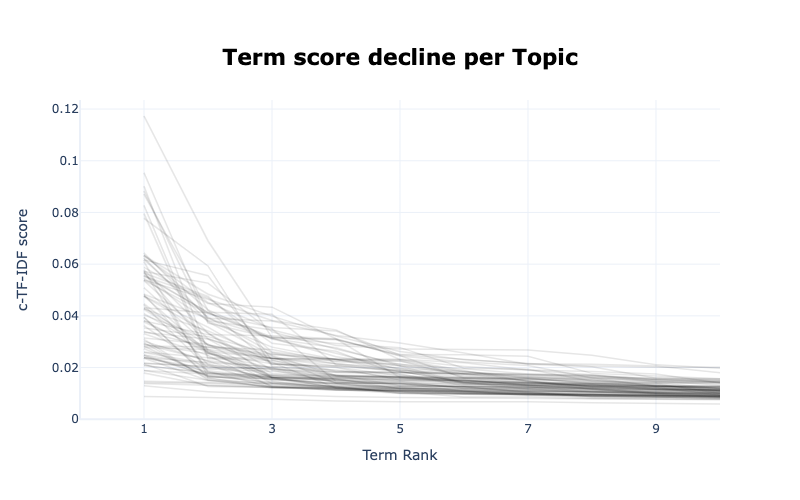 Term score decline per Topic
0.12
0.1
0.08
0.06
0.04
0.02
0
c-TF-IDF score
1 3 5 7 9
Term Rank